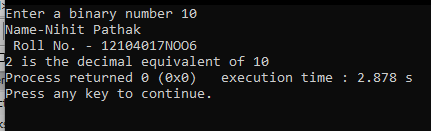 Enter a binary number 10
Name-Nihit Pathak
 Roll No. - 12104017NOO6
2 is the decimal equivalent of 10
Process returned 0 (0x0)   execution time : 2.878 s
Press any key to continue.